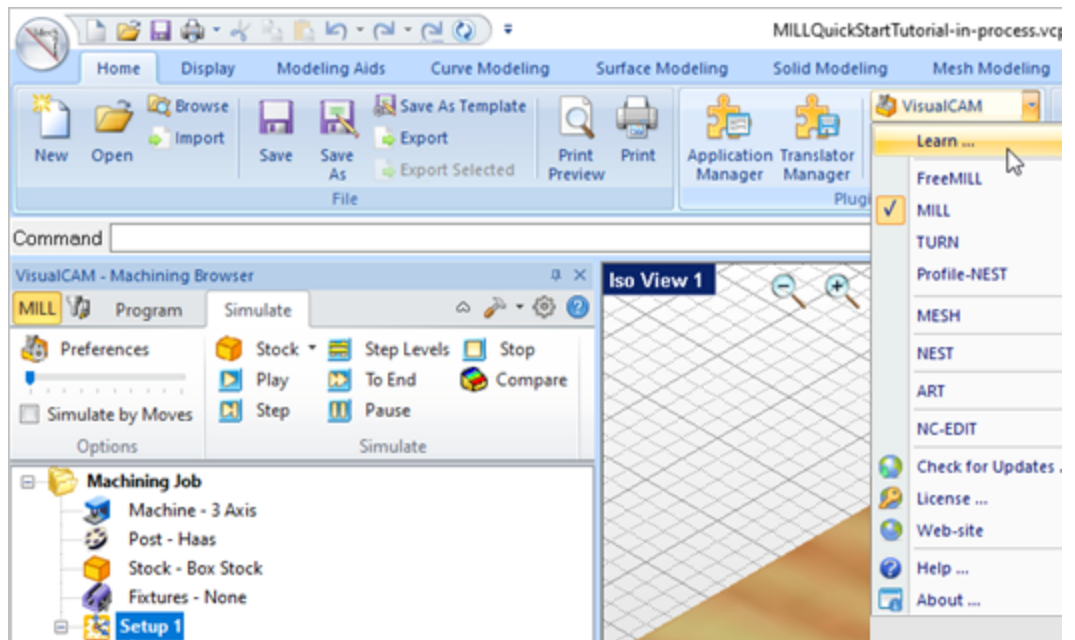 MILLQuickStartTutorial-in-process.vcp
Home Display Modeling Aids Curve Modeling Surface Modeling Solid Modeling Mesh Modeling
New
Open
Browse
Import
Save
Save
As
Save As Template
Export
Export Selected
Print
Preview
Print
File
Application
Manager
Translator
Manager
VisualCAM
Learn ...
FreeMILL
MILL
TURN
Profile-NEST
MESH
NEST
ART
NC-EDIT
Check for Updates .
License ...
Web-site
Help ...
About ...
Command
VisualCAM - Machining Browser
MILL Program Simulate
Preferences
Simulate by Moves
Options
Stock
Step Levels
Stop
Play
To End
Compare
Step
Pause
Simulate
Machining Job
Machine - 3 Axis
Post - Haas
Stock - Box Stock
Fixtures - None
Setup 1
Iso View 1